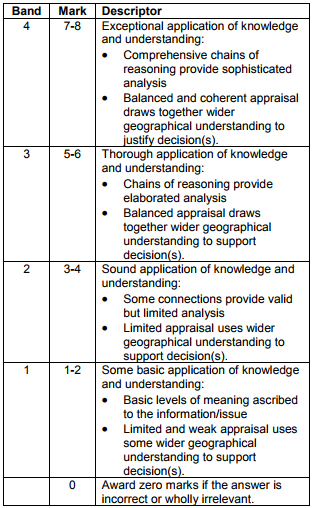 Band Mark Descriptor
4 7-8 Exceptional application of knowledge
and understanding:
• Comprehensive chains of
reasoning provide sophisticated
analysis
• Balanced and coherent appraisal
draws together wider
geographical understanding to
justify decision(s).
3 5-6 Thorough application of knowledge
and understanding:
• Chains of reasoning provide
elaborated analysis
• Balanced appraisal draws
together wider geographical
understanding to support
decision(s).
2 3-4 Sound application of knowledge and
understanding:
• Some connections provide valid
but limited analysis
• Limited appraisal uses wider
geographical understanding to
support decision(s).
1 1-2 Some basic application of knowledge
and understanding:
• Basic levels of meaning ascribed
to the information/issue
• Limited and weak appraisal uses
some wider geographical
understanding to support
decision(s).
0 Award zero marks if the answer is
incorrect or wholly irrelevant.